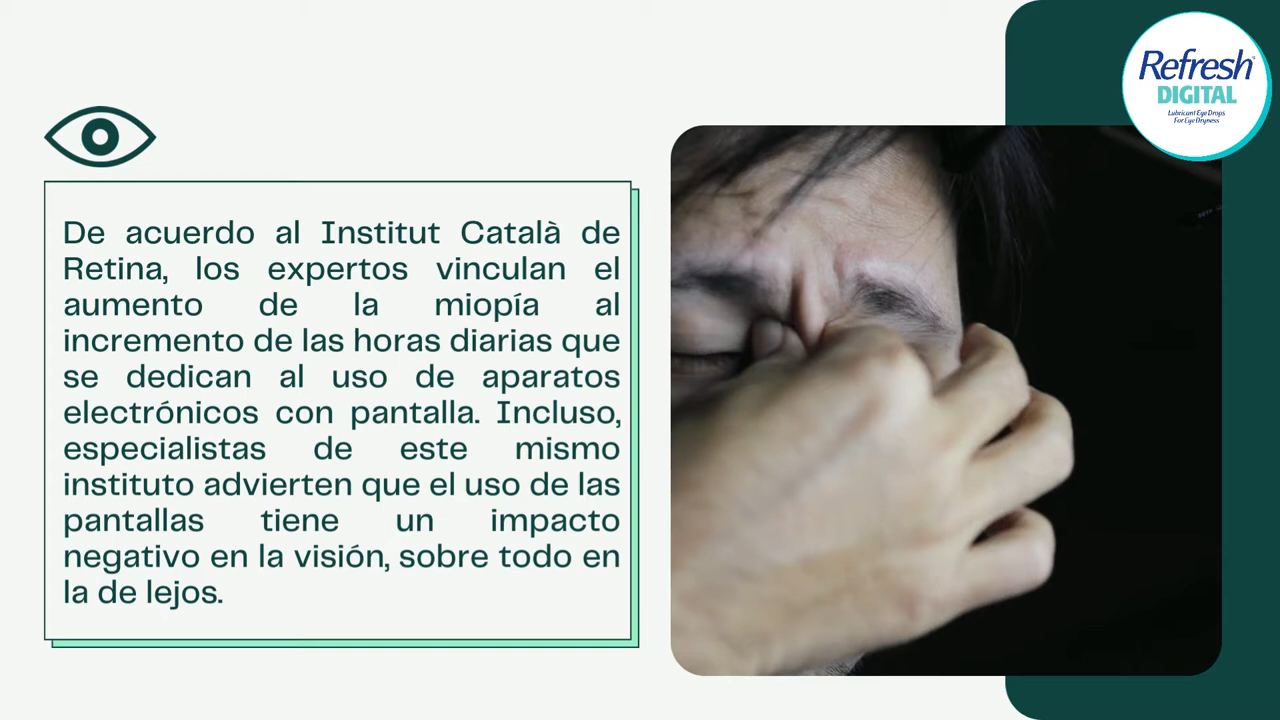 De acuerdo al Institut Català de
Retina, los expertos vinculan el
aumento de la miopía al
incremento de las horas diarias que
se dedican al uso de aparatos
electrónicos con pantalla. Incluso,
especialistas de este mismo
instituto advierten que el uso de las
pantallas tiene un impacto
negativo en la visión, sobre todo en
la de lejos.
Refresh
DIGITAL
Lubricant Eye Drops
For Eye Dryness